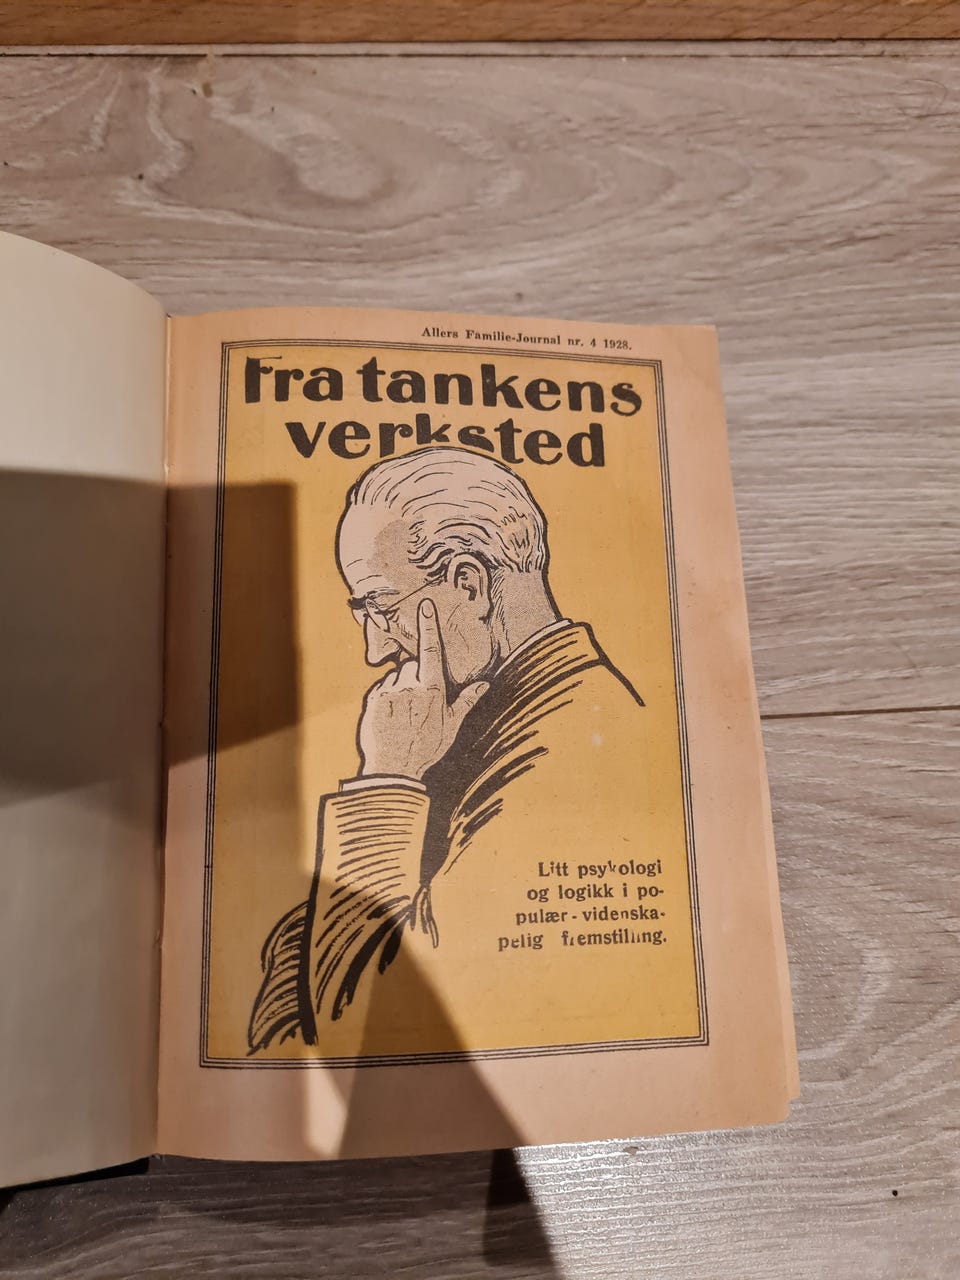 Allers Familie-Journal nr. 4 1928.
Fra tankens
verksted
Litt psykologi
og logikk i po-
pulær-videnska-
pelig fremstilling.